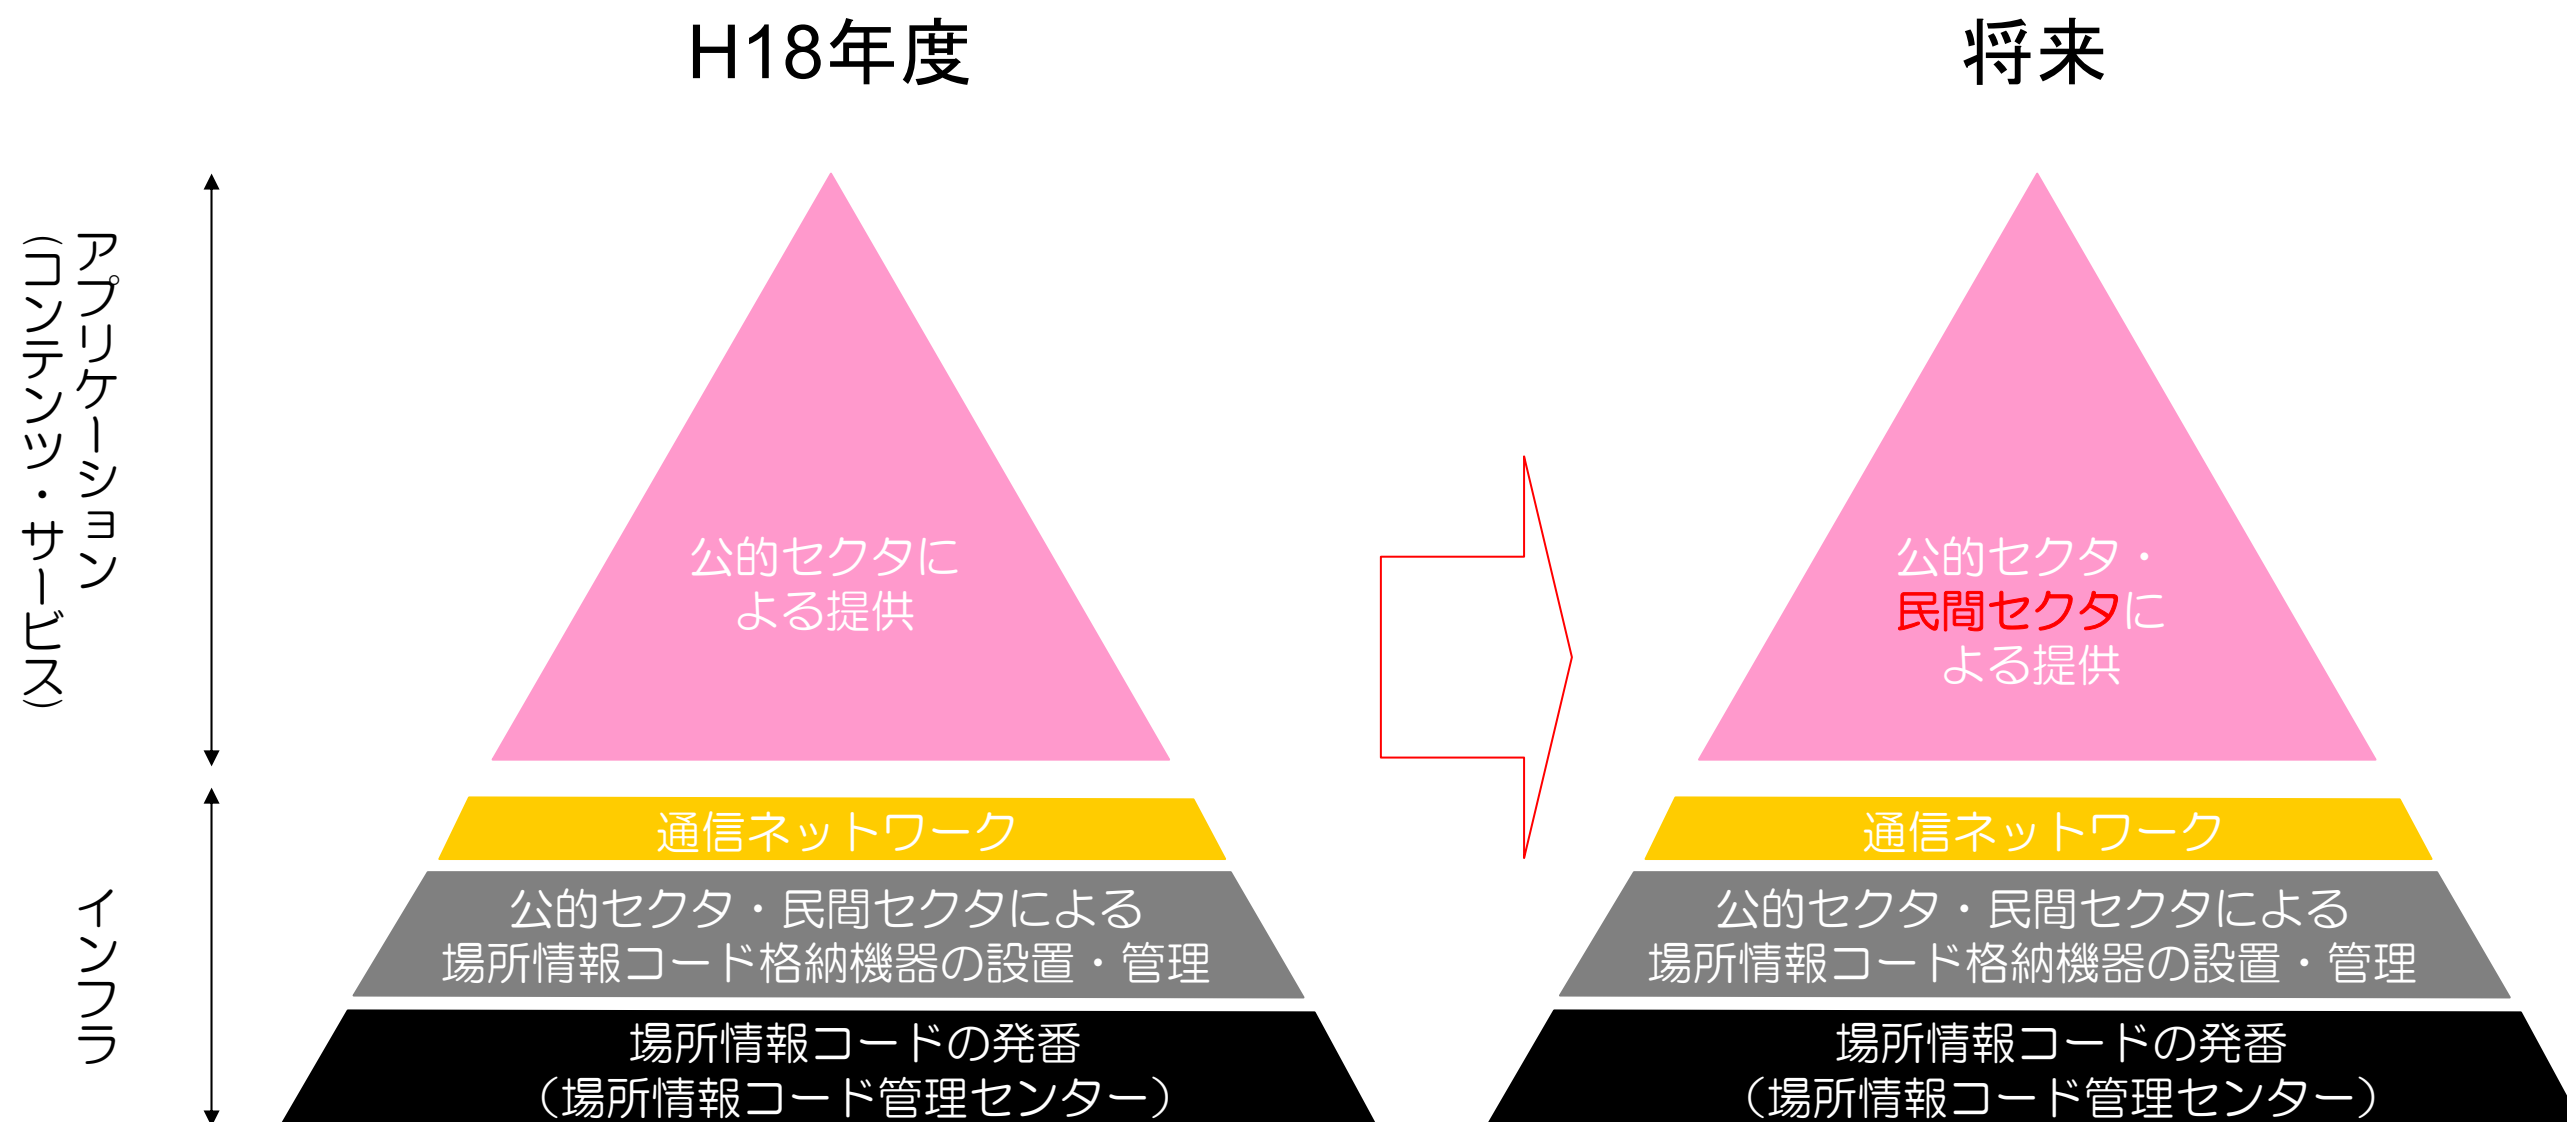 H18年度
将来
アプリケーション
（コンテンツ・サービス）
インフラ
公的セクタに
よる提供
通信ネットワーク
公的セクタ・民間セクタによる
場所情報コード格納機器の設置・管理
場所情報コードの発番
（場所情報コード管理センター）
公的セクタ・
民間セクタに
よる提供
通信ネットワーク
公的セクタ・民間セクタによる
場所情報コード格納機器の設置・管理
場所情報コードの発番
（場所情報コード管理センター）